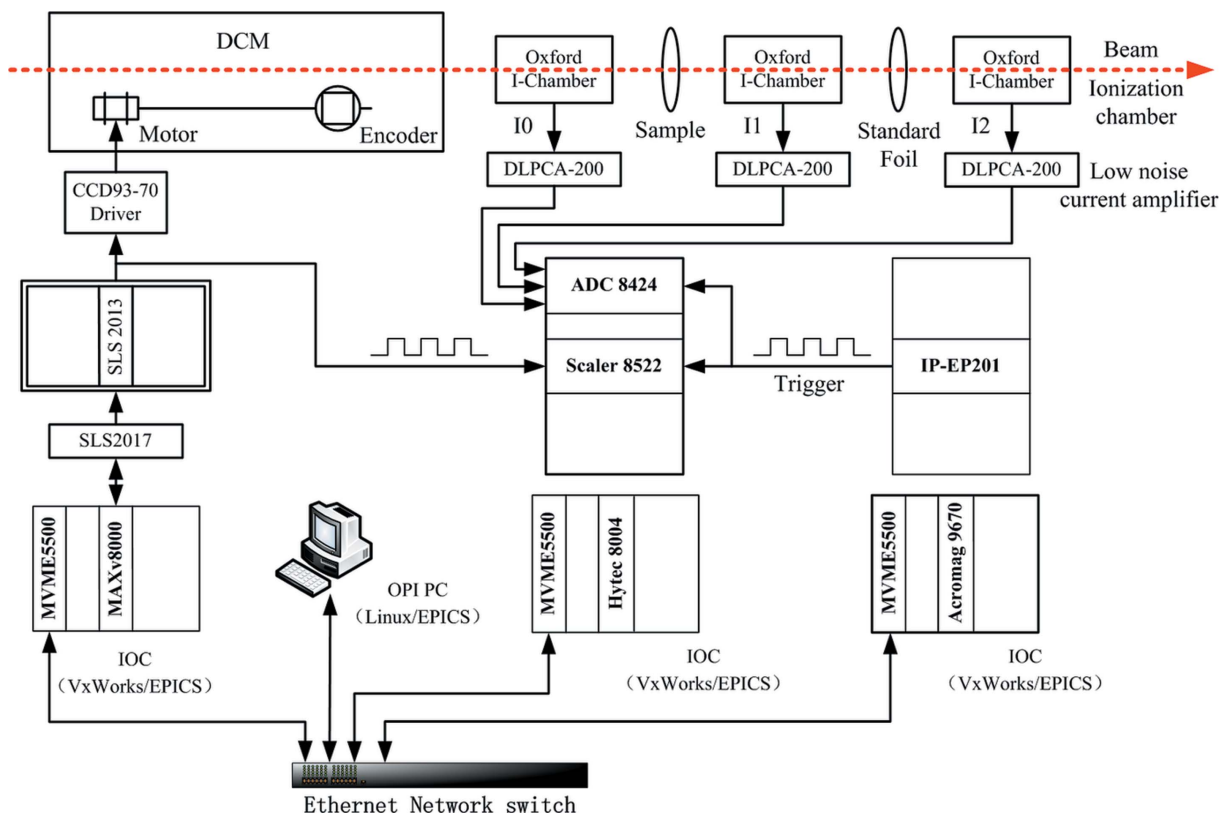 DCM
Motor
Encoder
Oxford
I-Chamber
Oxford
I-Chamber
Oxford
I-Chamber
Beam
Ionization
chamber
I0
Sample
I1
Standard
Foil
I2
DLPCA-200
DLPCA-200
DLPCA-200
Low noise
current amplifier
CCD93-70
Driver
SLS 2013
ADC 8424
Scaler 8522
Trigger
IP-EP201
SLS2017
MVME5500
MAXv8000
OPI PC
（Linux/EPICS）
MVME5500
Hytec 8004
MVME5500
Acromag 9670
IOC
（VxWorks/EPICS）
IOC
（VxWorks/EPICS）
IOC
（VxWorks/EPICS）
Ethernet Network switch